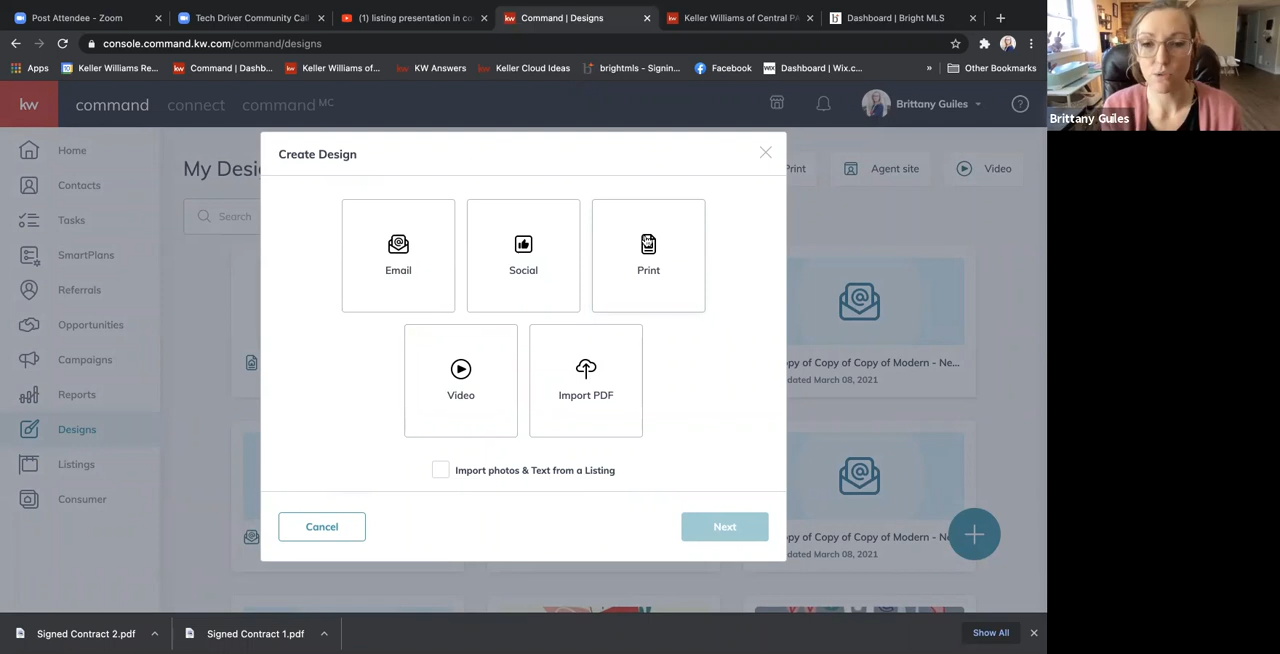 Post Attendee - Zoom
Tech Driver Community Cal
(1) listing presentation in co
Command | Designs
Keller Williams of Central PA
Dashboard | Bright MLS
console.command.kw.com/command/designs
Apps
Keller Williams Re...
Command | Dashb...
Keller Williams of...
KW Answers
Keller Cloud Ideas
brightmls - Signin...
Facebook
Dashboard | Wix.c...
»
Other Bookmarks
kw
command
connect
command MC
Brittany Guiles
Brittany Guiles
Home
Contacts
Tasks
SmartPlans
Referrals
Opportunities
Campaigns
Reports
Designs
Listings
Consumer
My Desi
Search
Print
Agent site
Video
Create Design
Email
Social
Print
Video
Import PDF
Import photos & Text from a Listing
Cancel
Next
opy of Copy of Copy of Modern - Ne...
dated March 08, 2021
opy of Copy of Copy of Modern - Ne
dated March 08, 2021
Signed Contract 2.pdf
Signed Contract 1.pdf
Show All